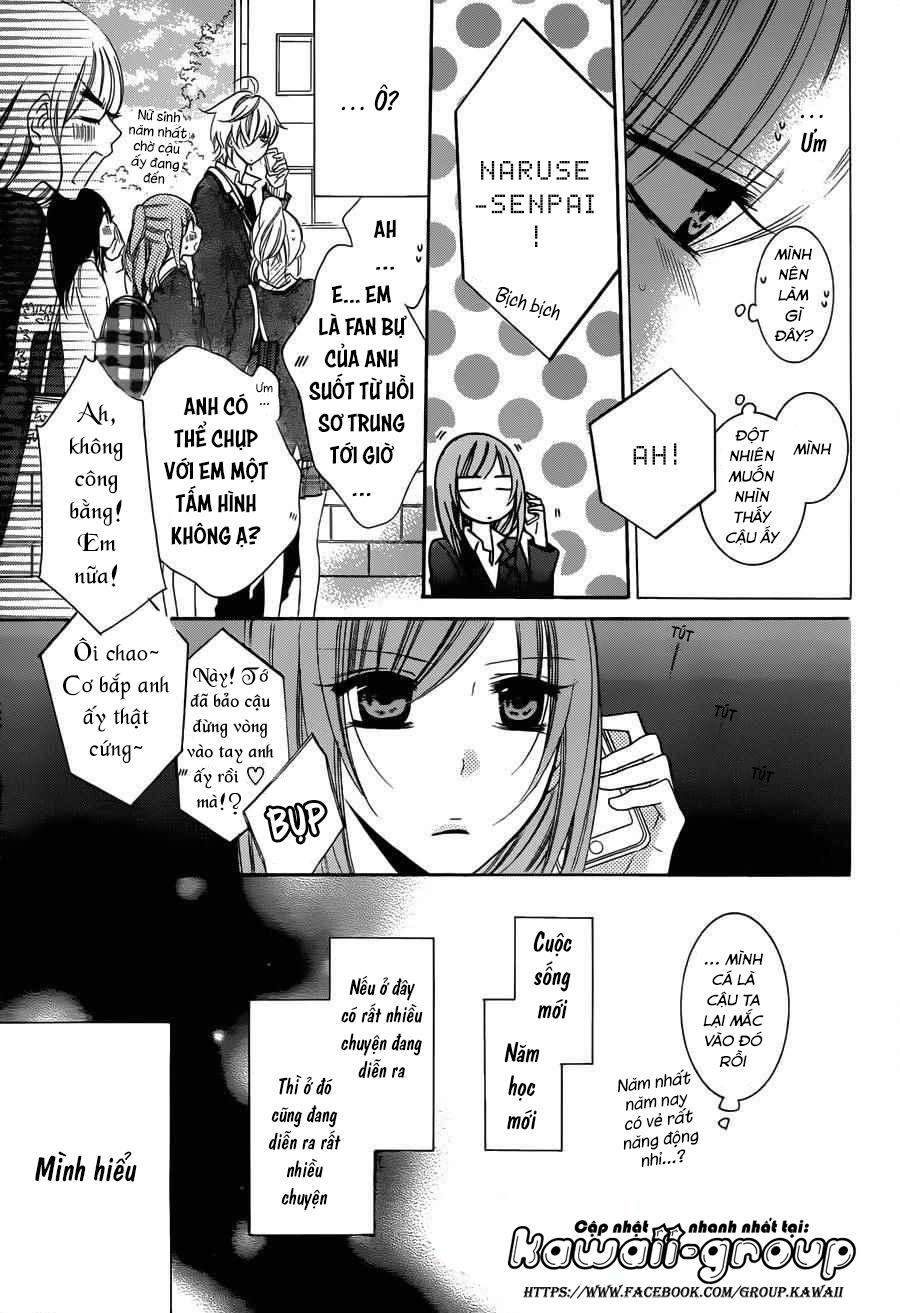 ...
Ưm
MÌNH
NÊN LÀM
GÌ
ĐÂY?
MÌNH
ĐỘT
NHIÊN
MUỐN
NHÌN
THẤY
CẬU ẤY
AH!
NARUSE
-SENPAI
!
Bịch bịch
... Ô?
Nữ sinh
năm nhất
chờ cậu
ấy đang
đến
AH
...
E... EM
LÀ FAN BỰ
CỦA ANH
SUỐT TỪ HỒI
SƠ TRUNG
TỚI GIỜ
...
Ưm
...
ANH CÓ
THỂ CHỤP
VỚI EM MỘT
TẤM HÌNH
KHÔNG Ạ?
Ah,
không
công
bằng!
Em
nữa!
TÚT
TÚT
TÚT
Này! Tớ
đã bảo cậu
đừng vòng
vào tay anh
ấy rồi ♡
mà!?
Ôi chao~
Cơ bắp anh
ấy thật
cứng~
BỤP
... MÌNH
CÁ LÀ
CẬU TA
LẠI MẮC
VÀO ĐÓ
RỒI
Năm nhất
năm nay
có vẻ rất
năng động
nhỉ...?
Cuộc
sống
mới
Năm
học
mới
Nếu ở đây
có rất nhiều
chuyện đang
diễn ra
Thì ở đó
cũng đang
diễn ra rất
nhiều
chuyện
Mình hiểu
Cập nhật nhanh nhất tại:
kawaii-group
HTTPS://WWW.FACEBOOK.COM/GROUP.KAWAII